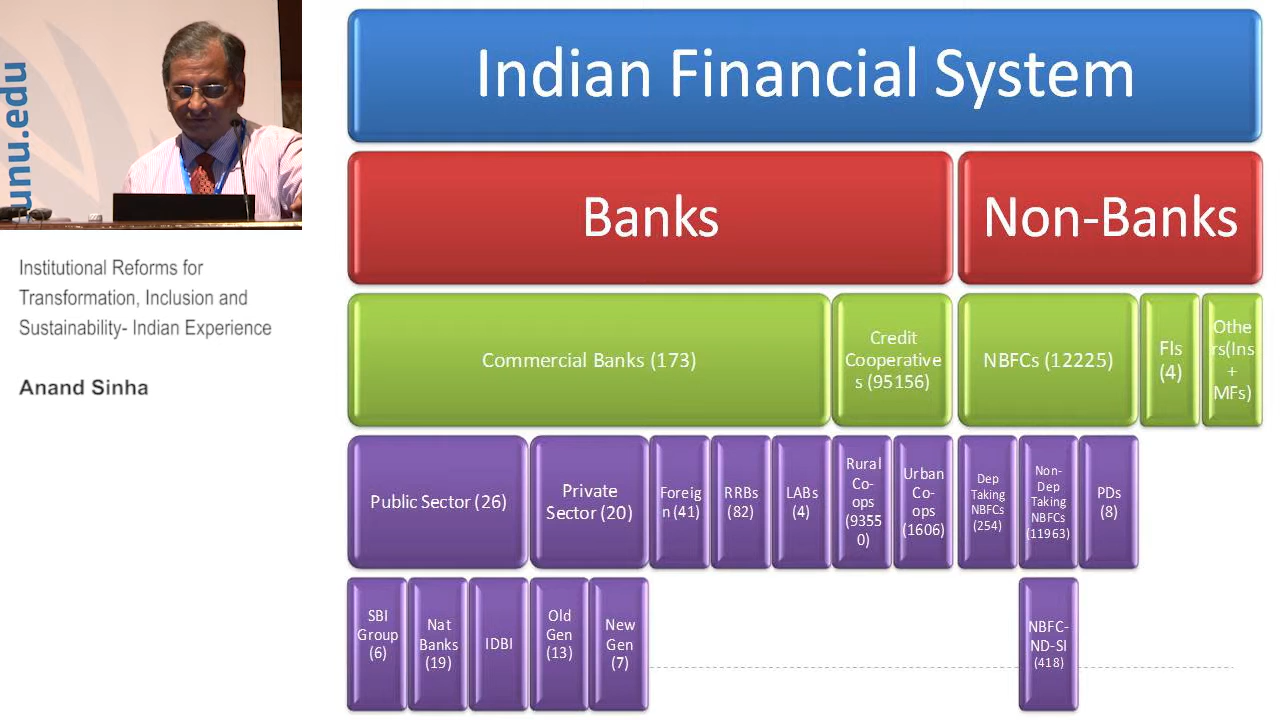 unu.edu
Institutional Reforms for
Transformation, Inclusion and
Sustainability- Indian Experience
Anand Sinha
Indian Financial System
Banks
Non-Banks
Commercial Banks (173)
Credit
Cooperative
s (95156)
NBFCs (12225)
FIs
(4)
Othe
rs(Ins
+
MFs)
Public Sector (26)
Private
Sector (20)
Foreig
n (41)
RRBs
(82)
LABs
(4)
Rural
Co-
ops
(9355
0)
Urban
Co-
ops
(1606)
Dep
Taking
NBFCs
(254)
Non-
Dep
Taking
NBFCs
(11963)
PDs
(8)
SBI
Group
(6)
Nat
Banks
(19)
IDBI
Old
Gen
(13)
New
Gen
(7)
NBFC-
ND-SI
(418)